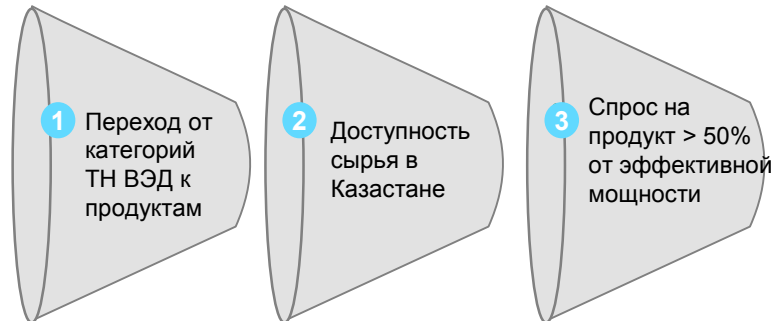 1
Переход от
категорий
ТН ВЭД к
продуктам
2
Доступность
сырья в
Казастане
3
Спрос на
продукт > 50%
от эффективной
мощности